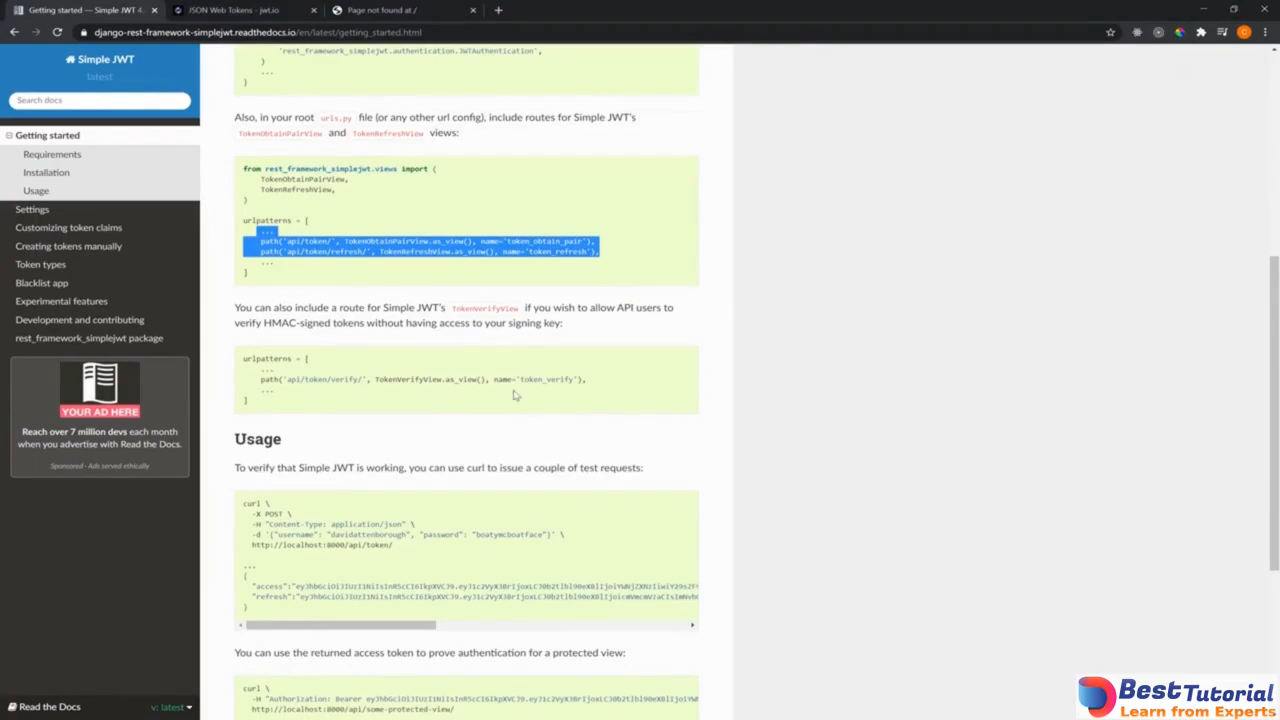 Getting started — Simple JWT 4.
JSON Web Tokens - jwt.io
Page not found at /
django-rest-framework-simplejwt.readthedocs.io/en/latest/getting_started.html
Simple JWT
latest
Search docs
Getting started
Requirements
Installation
Usage
Settings
Customizing token claims
Creating tokens manually
Token types
Blacklist app
Experimental features
Development and contributing
rest_framework_simplejwt package
YOUR AD HERE
Reach over 7 million devs each month
when you advertise with Read the Docs.
Sponsored · Ads served ethically
Read the Docs
v: latest
'rest_framework_simplejwt.authentication.JWTAuthentication',
)
...
}
Also, in your root urls.py file (or any other url config), include routes for Simple JWT's
TokenObtainPairView and TokenRefreshView views:
from rest_framework_simplejwt.views import (
TokenObtainPairView,
TokenRefreshView,
)
urlpatterns = [
...
path('api/token/', TokenObtainPairView.as_view(), name='token_obtain_pair'),
path('api/token/refresh/', TokenRefreshView.as_view(), name='token_refresh'),
...
]
You can also include a route for Simple JWT's TokenVerifyView if you wish to allow API users to
verify HMAC-signed tokens without having access to your signing key:
urlpatterns = [
...
path('api/token/verify/', TokenVerifyView.as_view(), name='token_verify'),
...
]
Usage
To verify that Simple JWT is working, you can use curl to issue a couple of test requests:
curl \
-X POST \
-H "Content-Type: application/json" \
-d '{"username": "davidattenborough", "password": "boatymcboatface"}' \
http://localhost:8000/api/token/
...
{
"access":
"refresh":
}
You can use the returned access token to prove authentication for a protected view:
curl \
-H "Authorization: Bearer
http://localhost:8000/api/some-protected-view/
Best Tutorial
Learn from Experts